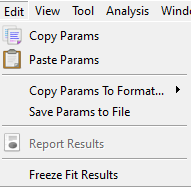 Edit View Tool Analysis
Copy Params
Paste Params
Copy Params To Format...
Save Params to File
Report Results
Freeze Fit Results